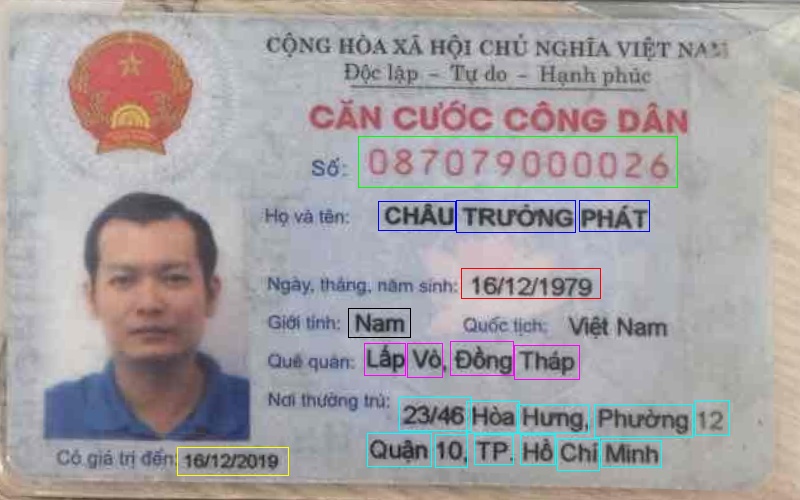 CỘNG HÒA XÃ HỘI CHỦ NGHĨA VIỆT NAM
Độc lập - Tự do - Hạnh phúc
CĂN CƯỚC CÔNG DÂN
Số: 087079000026
Họ và tên: CHÂU TRƯỞNG PHÁT
Ngày, tháng, năm sinh: 16/12/1979
Giới tính: Nam Quốc tịch: Việt Nam
Quê quán: Lấp Vò, Đồng Tháp
Nơi thường trú: 23/46 Hòa Hưng, Phường 12
Quận 10, TP. Hồ Chí Minh
Có giá trị đến: 16/12/2019